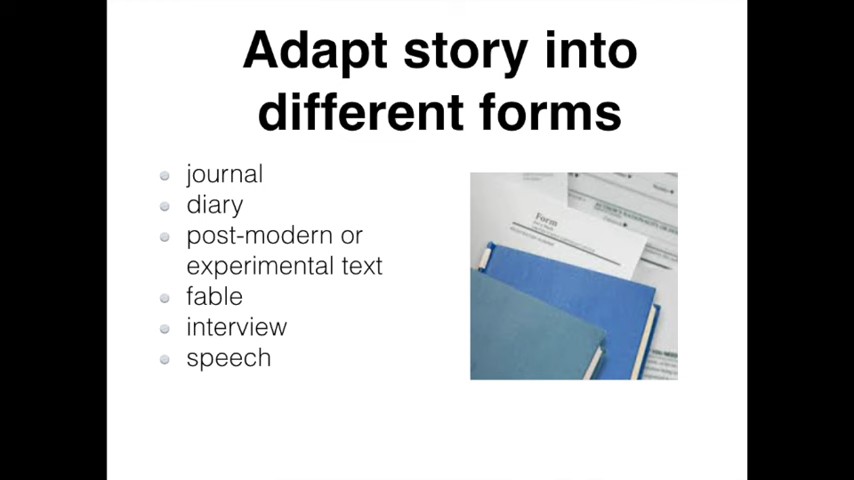 Adapt story into
different forms
journal
diary
post-modern or
experimental text
fable
interview
speech
Form